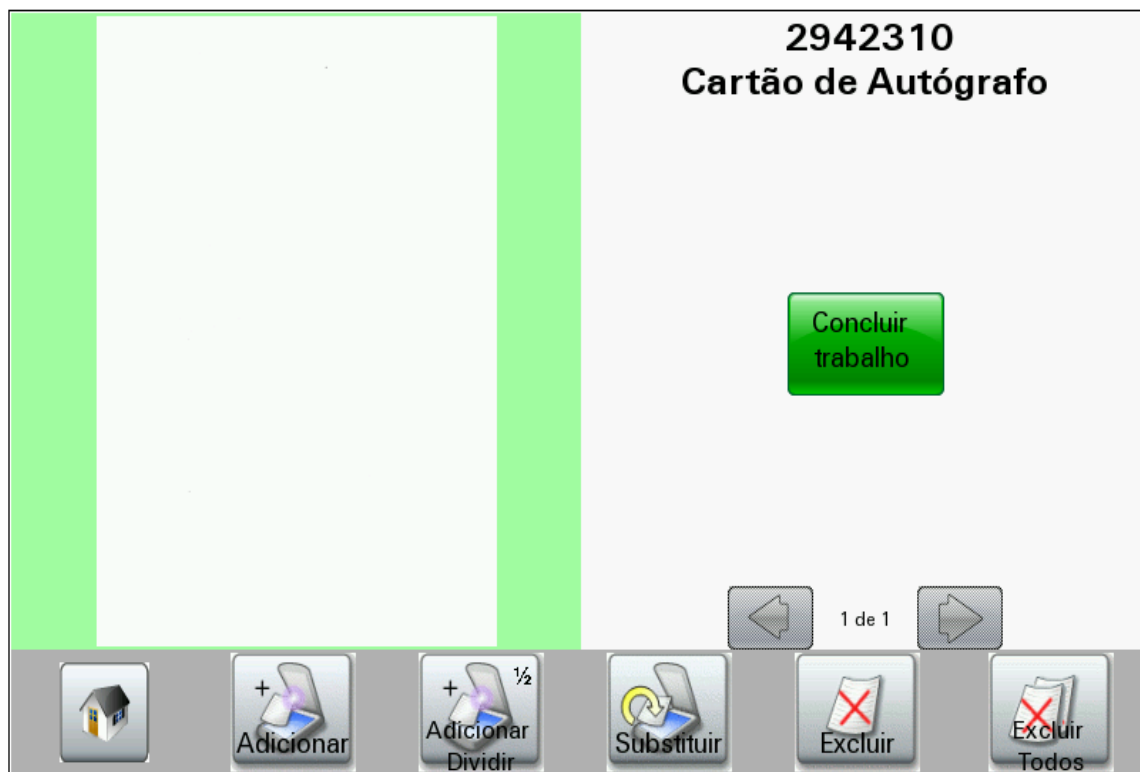 2942310
Cartão de Autógrafo
Concluir
trabalho
1 de 1
+
Adicionar
+ ½
Adicionar
Dividir
Substituir
Excluir
Excluir
Todos